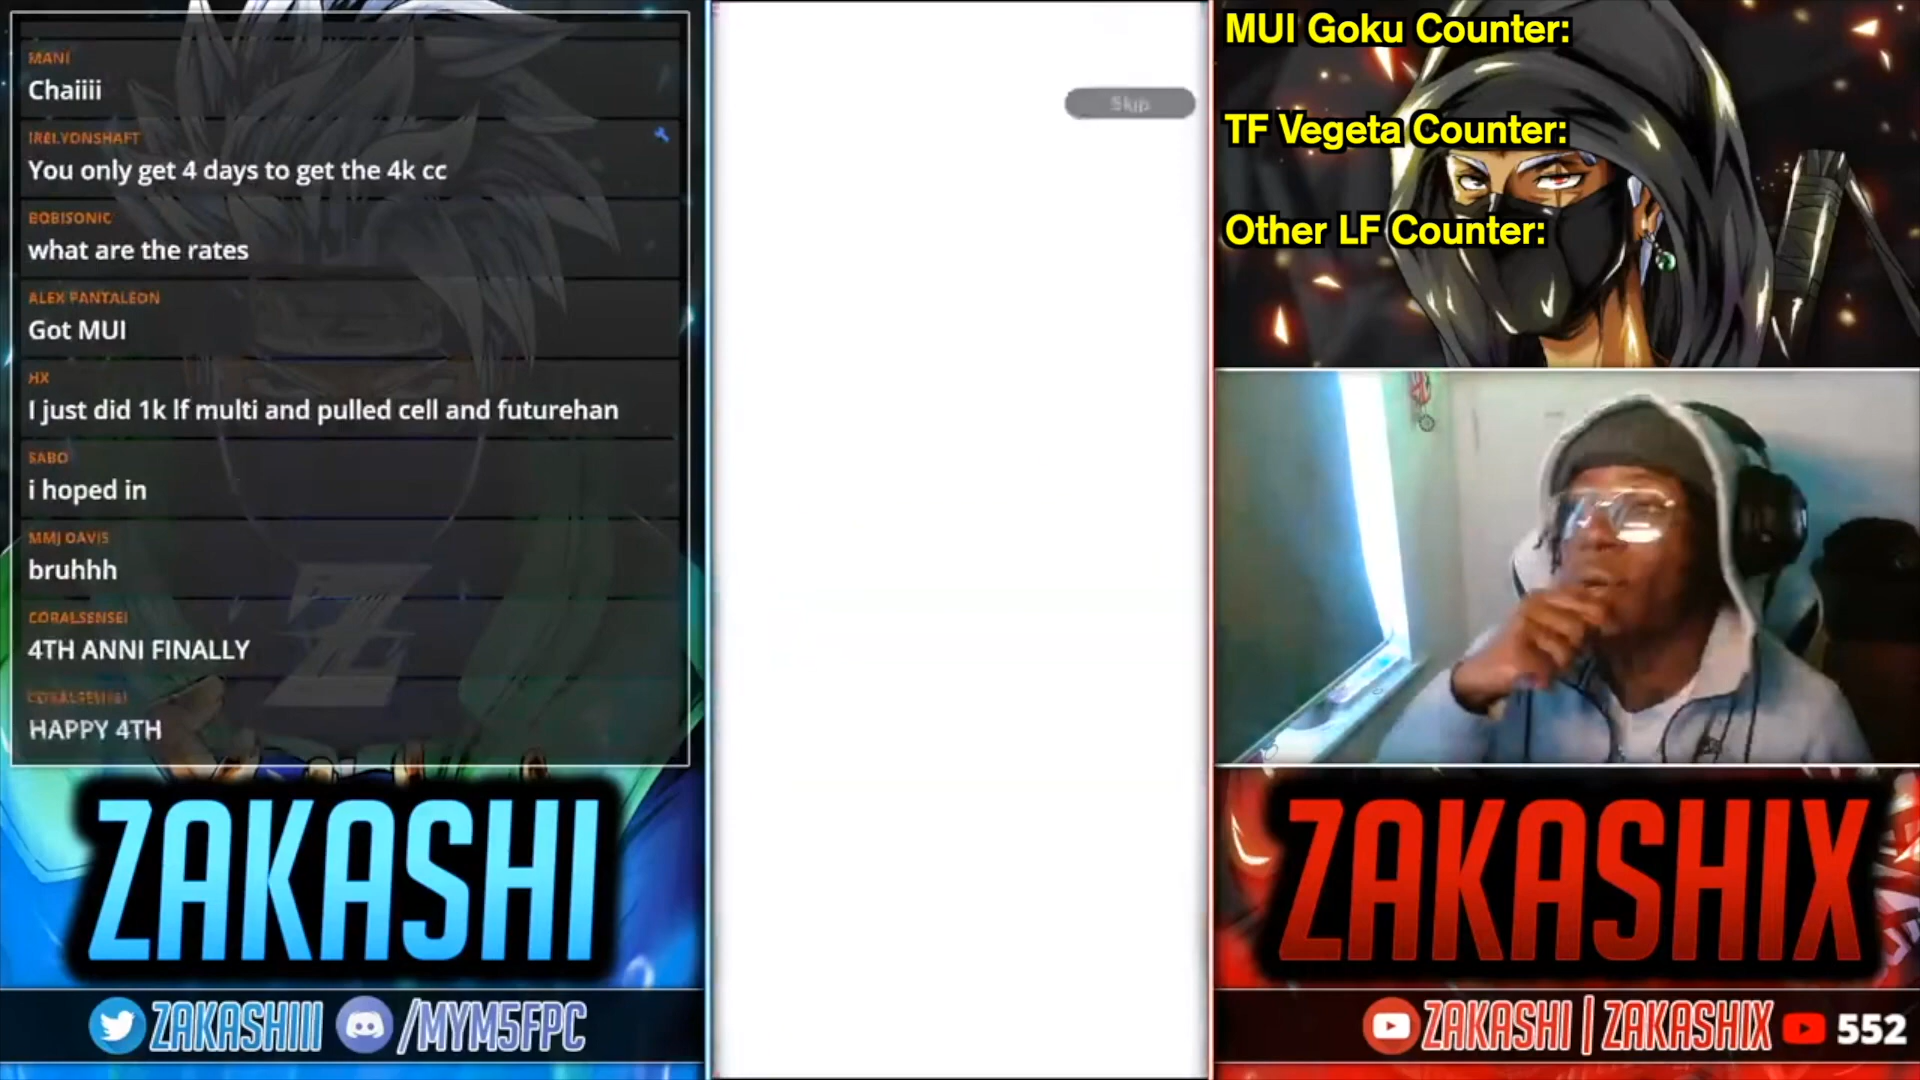 MANI
Chaiiii
IRELYONSHAFT
You only get 4 days to get the 4k cc
BOBISONIC
what are the rates
ALEX PANTALEON
Got MUI
HX
I just did 1k lf multi and pulled cell and futurehan
SABO
i hoped in
MMJ DAVIS
bruhhh
CORALSENSEI
4TH ANNI FINALLY
CORALSENSEI
HAPPY 4TH
Z
ZAKASHI
ZAKASHIII
/MYM5FPC
Skip
MUI Goku Counter:
TF Vegeta Counter:
Other LF Counter:
ZAKASHIX
ZAKASHI | ZAKASHIX
552